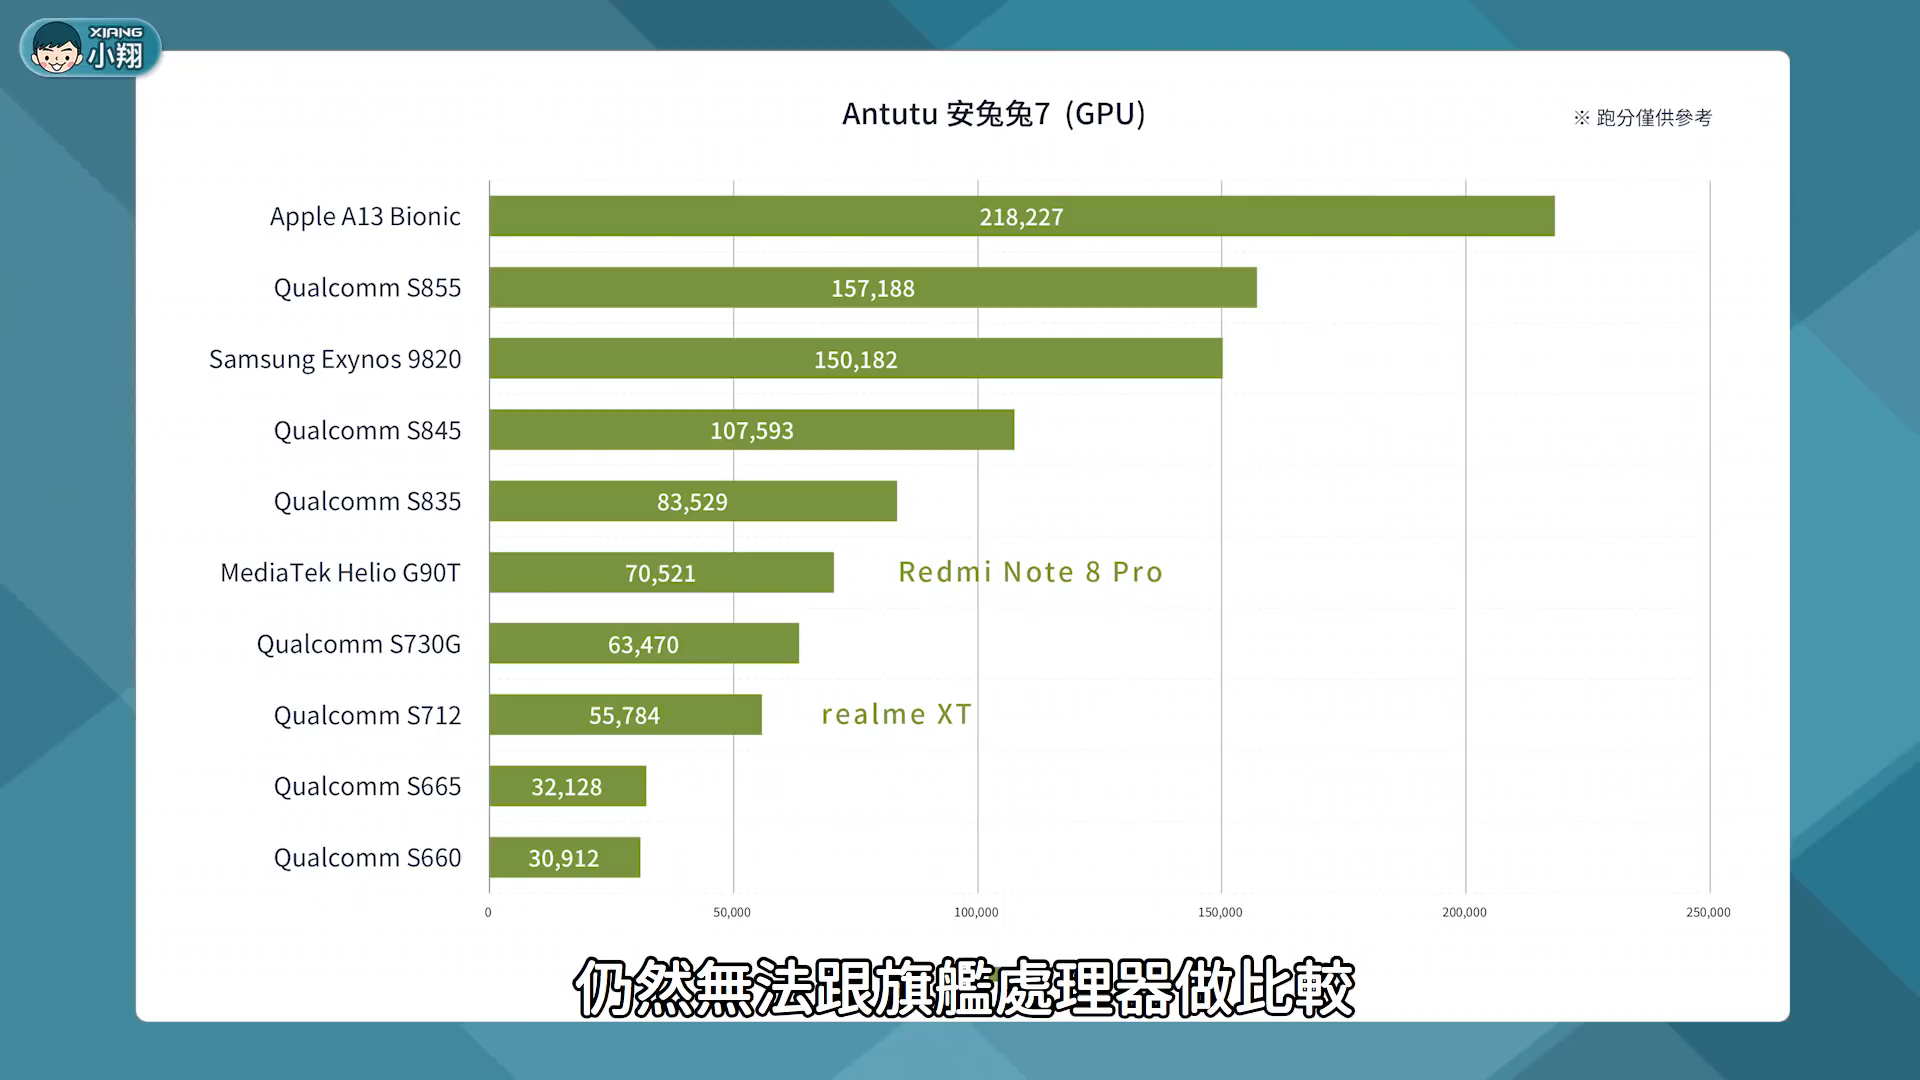 XIANG
小翔
Antutu 安兔兔7 (GPU)
※ 跑分僅供參考
Apple A13 Bionic 218,227
Qualcomm S855 157,188
Samsung Exynos 9820 150,182
Qualcomm S845 107,593
Qualcomm S835 83,529
MediaTek Helio G90T 70,521 Redmi Note 8 Pro
Qualcomm S730G 63,470
Qualcomm S712 55,784 realme XT
Qualcomm S665 32,128
Qualcomm S660 30,912
0 50,000 100,000 150,000 200,000 250,000
仍然無法跟旗艦處理器做比較